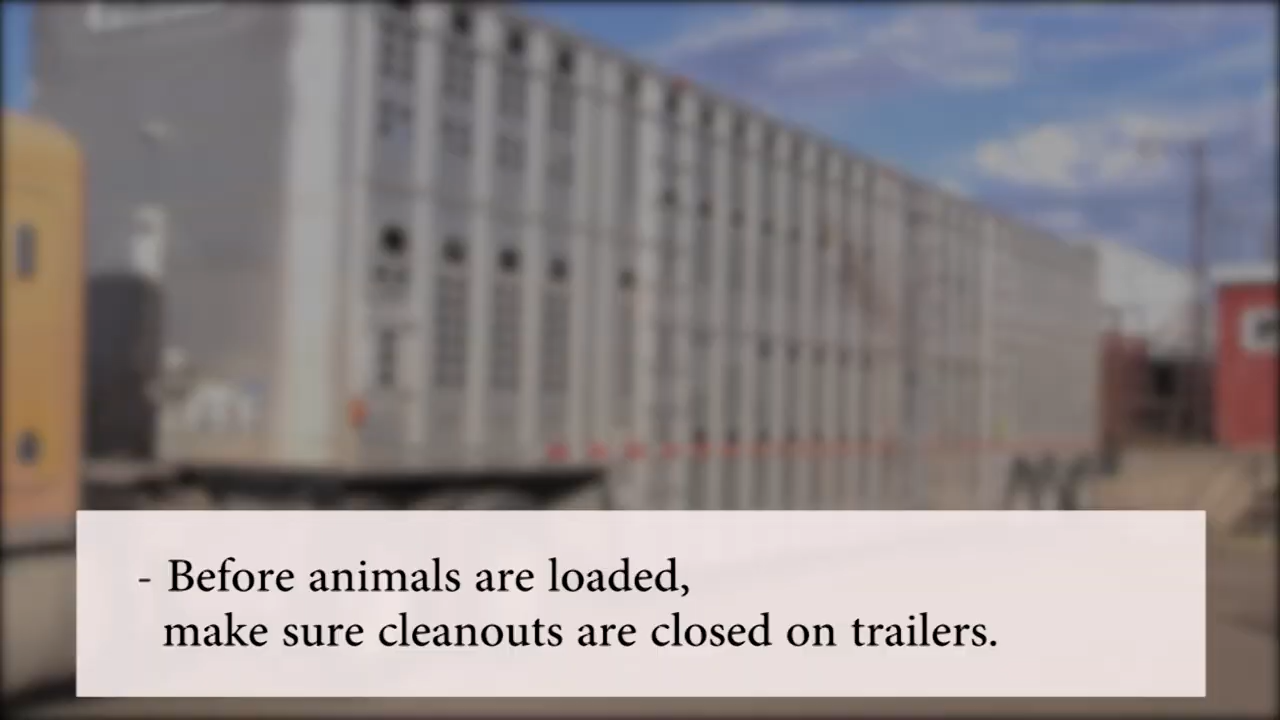 - Before animals are loaded,
make sure cleanouts are closed on trailers.